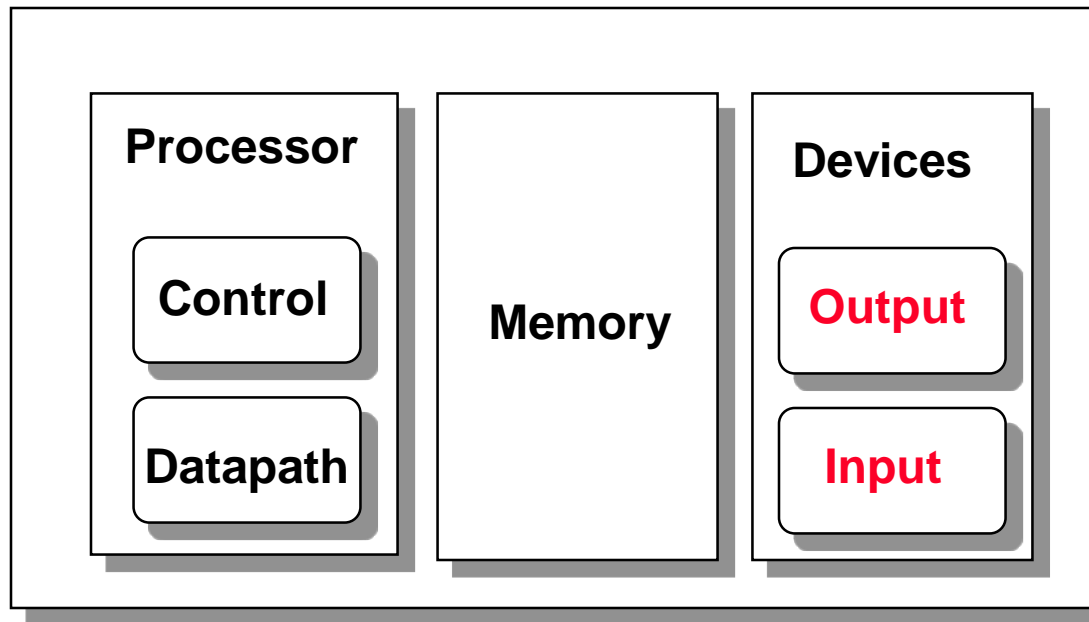 Processor
Control
Datapath
Memory
Devices
Output
Input